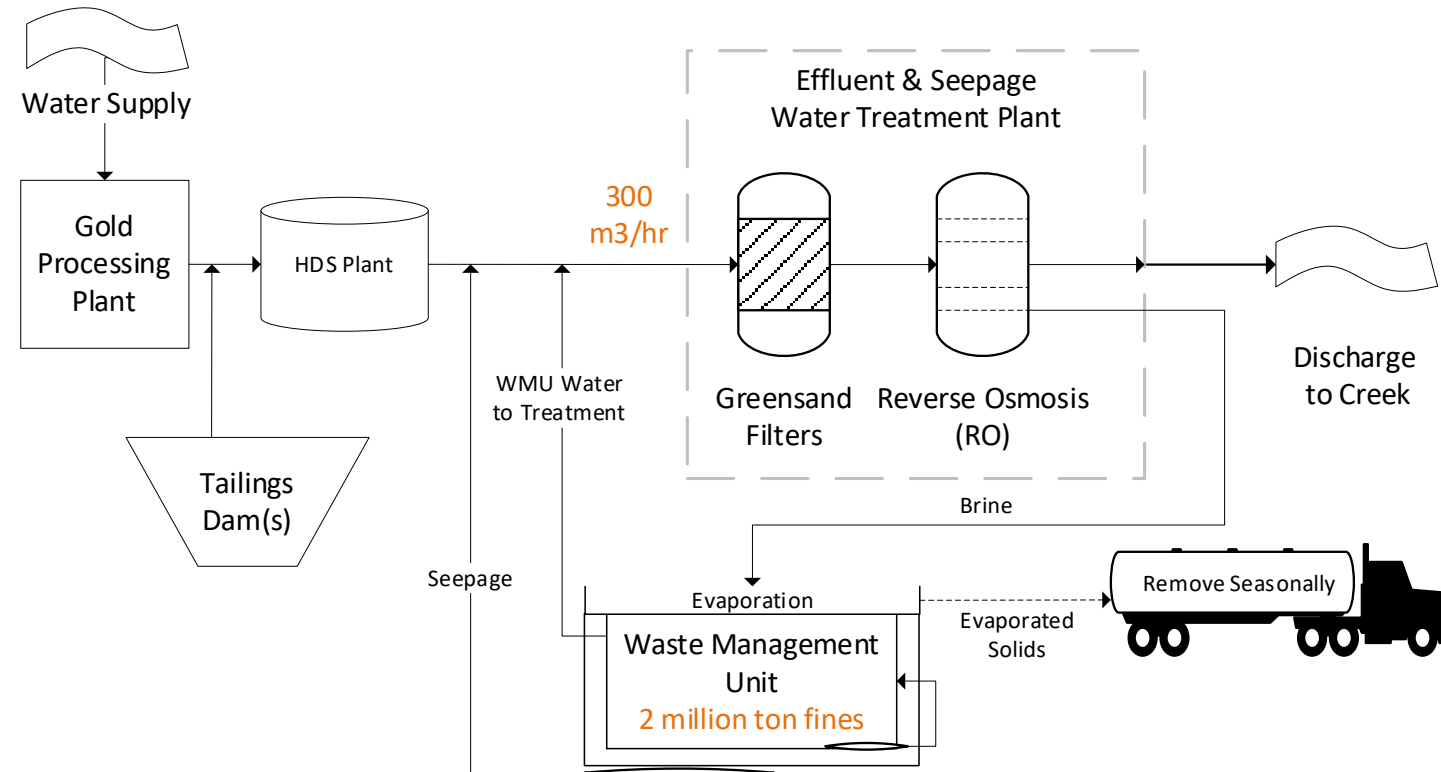 Water Supply
Gold
Processing
Plant
HDS Plant
Tailings
Dam(s)
300
m3/hr
Effluent & Seepage
Water Treatment Plant
Greensand
Filters
Reverse Osmosis
(RO)
Discharge
to Creek
WMU Water
to Treatment
Seepage
Brine
Evaporation
Waste Management
Unit
2 million ton fines
Evaporated
Solids
Remove Seasonally